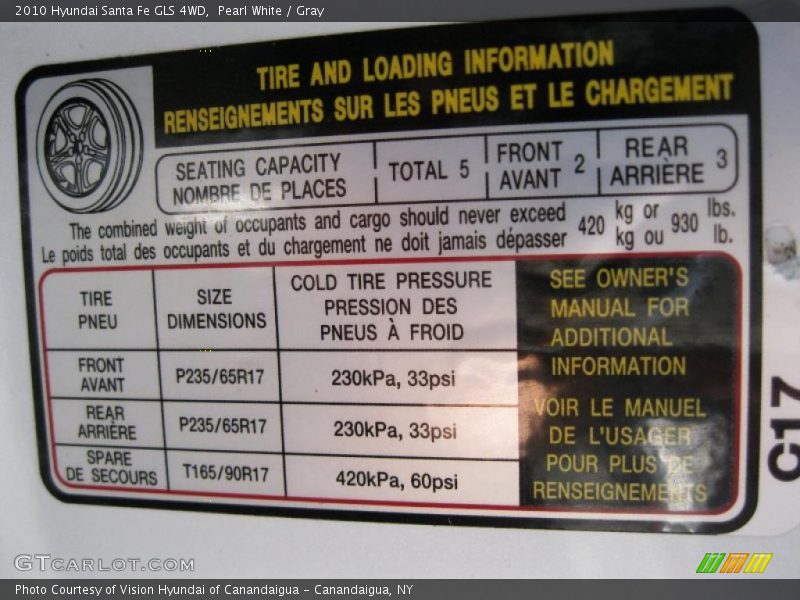 2010 Hyundai Santa Fe GLS 4WD,  Pearl White / Gray
TIRE AND LOADING INFORMATION
RENSEIGNEMENTS SUR LES PNEUS ET LE CHARGEMENT
SEATING CAPACITY
NOMBRE DE PLACES
TOTAL 5
FRONT
AVANT 2
REAR
ARRIÈRE 3
The combined weight of occupants and cargo should never exceed 420 kg or 930 lbs.
Le poids total des occupants et du chargement ne doit jamais dépasser kg ou lb.
TIRE
PNEU
SIZE
DIMENSIONS
COLD TIRE PRESSURE
PRESSION DES
PNEUS À FROID
FRONT
AVANT
P235/65R17
230kPa, 33psi
REAR
ARRIÈRE
P235/65R17
230kPa, 33psi
SPARE
DE SECOURS
T165/90R17
420kPa, 60psi
SEE OWNER'S
MANUAL FOR
ADDITIONAL
INFORMATION
VOIR LE MANUEL
DE L'USAGER
POUR PLUS DE
RENSEIGNEMENTS
C17
GTCARLOT.COM
Photo Courtesy of Vision Hyundai of Canandaigua - Canandaigua, NY